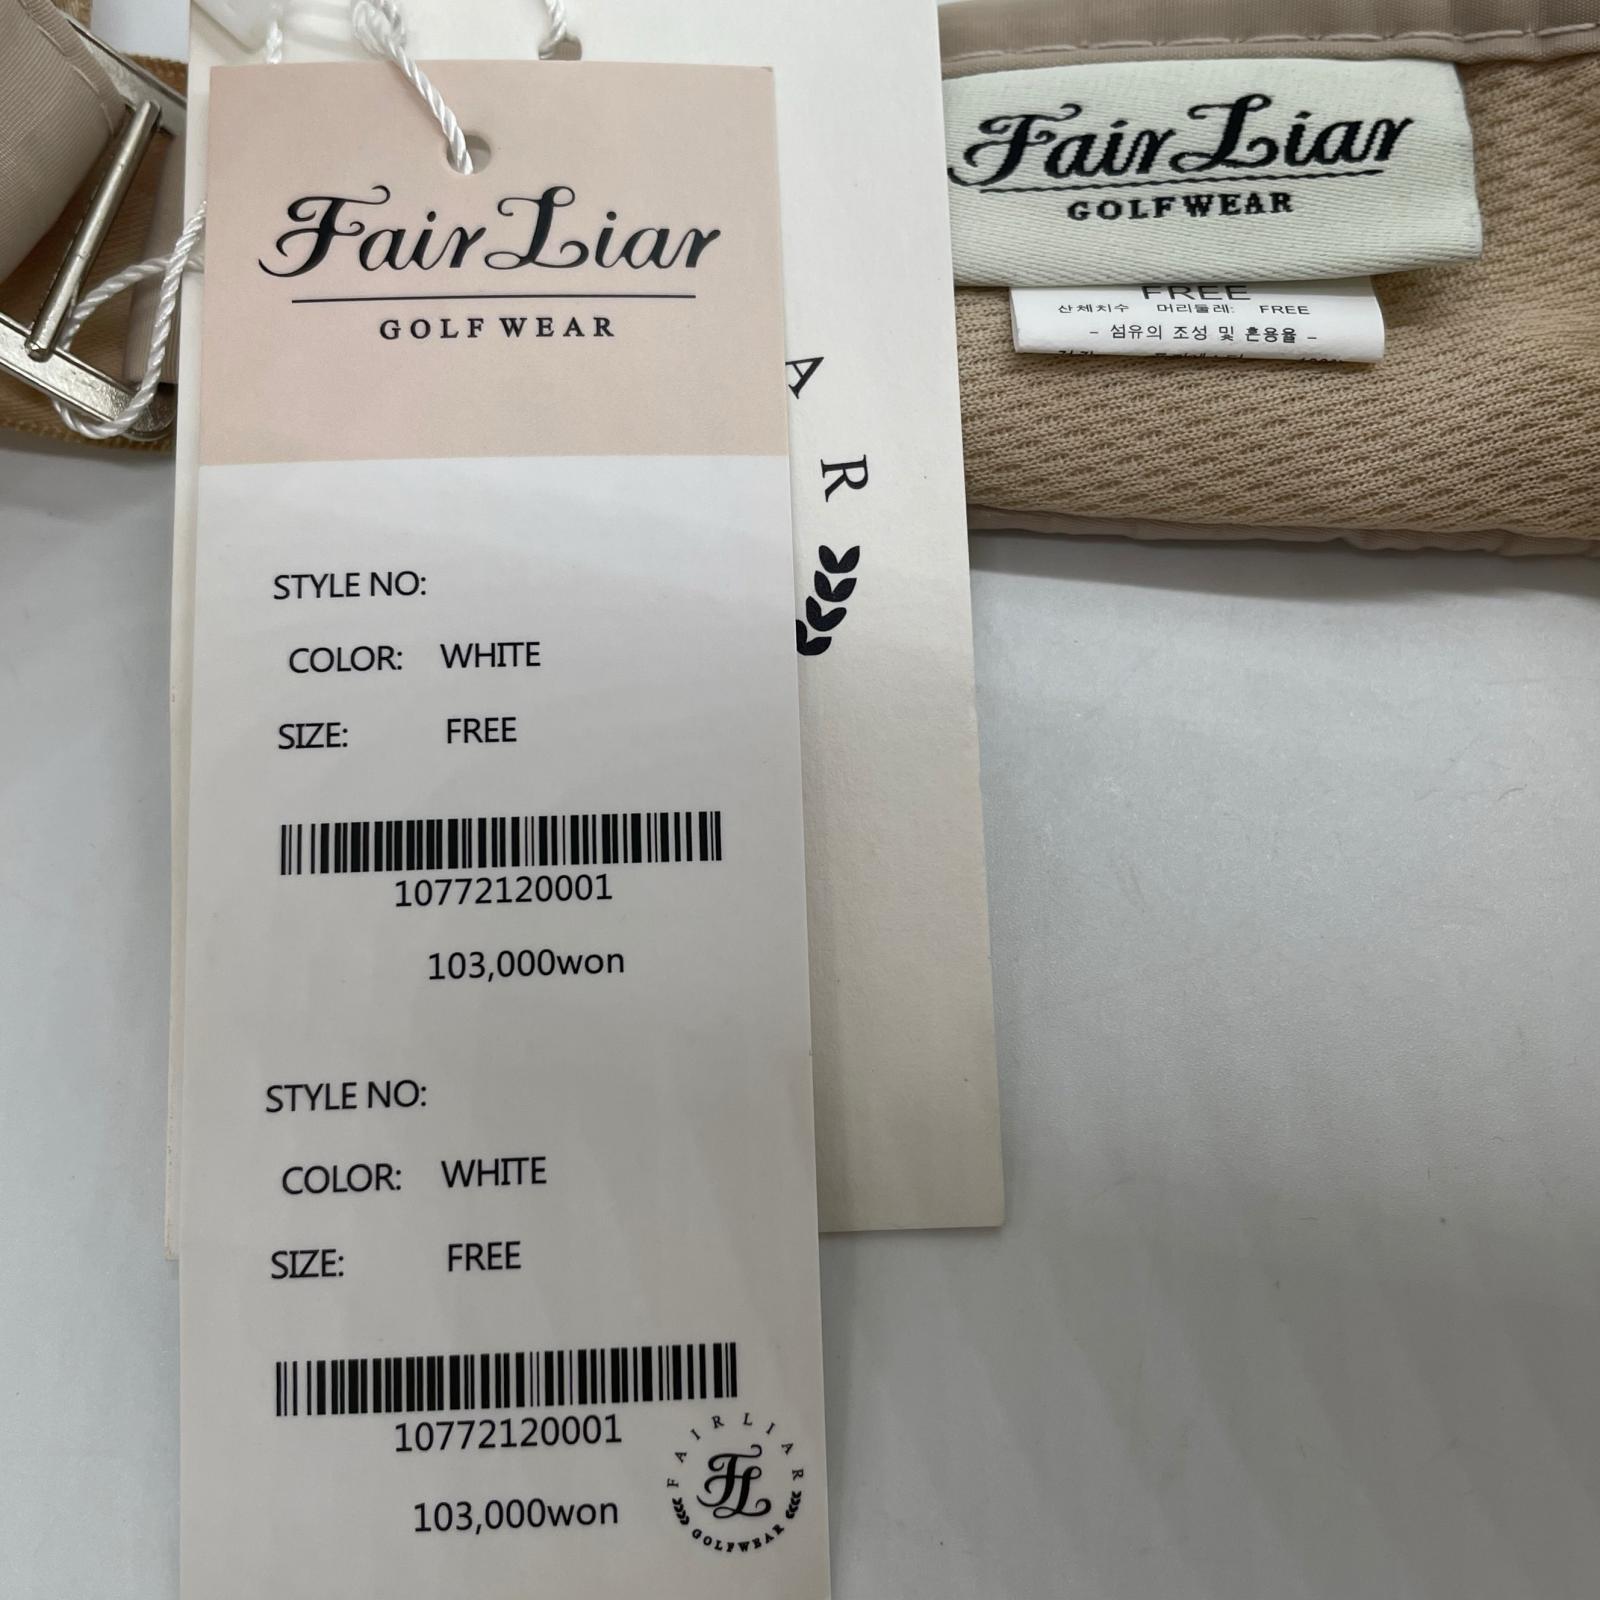 Fair Liar
GOLF WEAR
STYLE NO:
COLOR: WHITE
SIZE: FREE
10772120001
103,000won
STYLE NO:
COLOR: WHITE
SIZE: FREE
10772120001
103,000won
FAIRLIAR
FL
GOLFWEAR
A
R
Fair Liar
GOLFWEAR
FREE
산체치수 머리둘레: FREE
- 섬유의 조성 및 혼용율 -